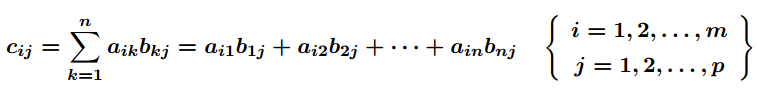 $c_{ij} = \sum_{k=1}^{n} a_{ik} b_{kj} = a_{i1} b_{1j} + a_{i2} b_{2j} + \cdots + a_{in} b_{nj} \quad \left\{ \begin{array}{c} i = 1, 2, \ldots, m \\ j = 1, 2, \ldots, p \end{array} \right\}$